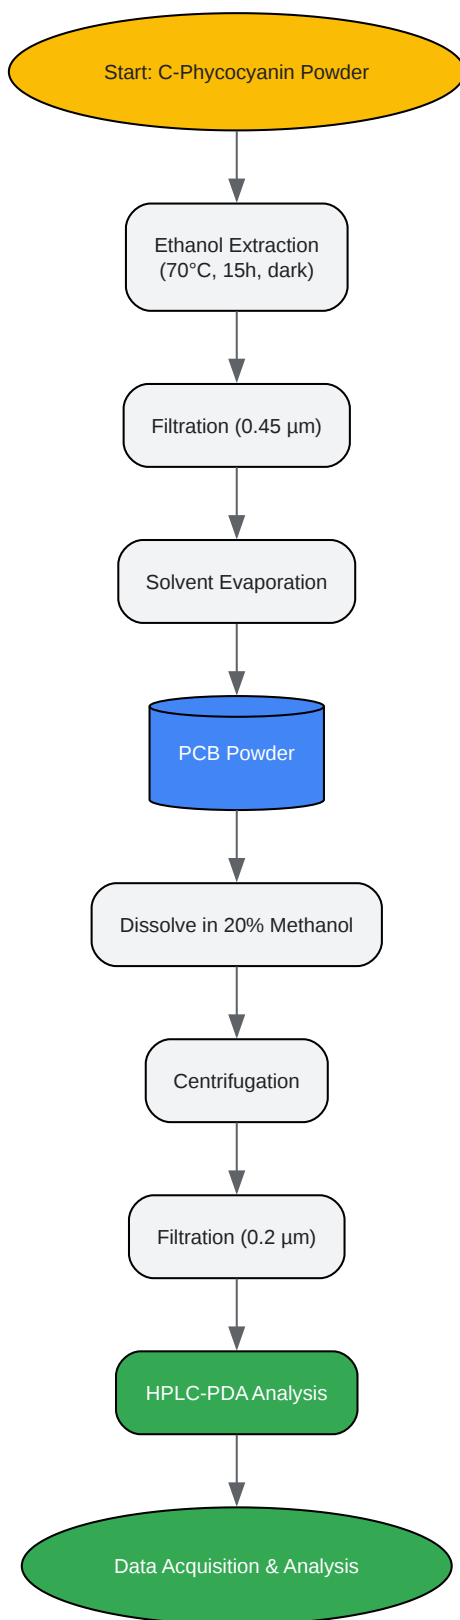 Start: C-Phycocyanin Powder
Ethanol Extraction
(70°C, 15h, dark)
Filtration (0.45 µm)
Solvent Evaporation
PCB Powder
Dissolve in 20% Methanol
Centrifugation
Filtration (0.2 µm)
HPLC-PDA Analysis
Data Acquisition & Analysis